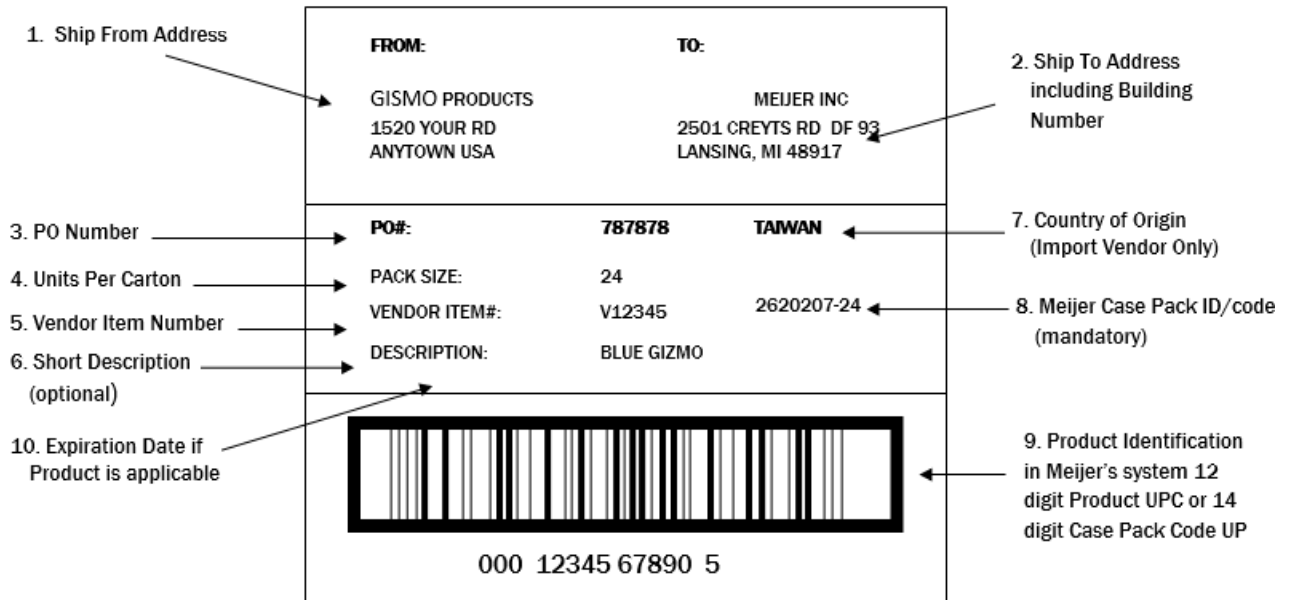 1. Ship From Address
FROM:
TO:
2. Ship To Address
including Building
Number
GISMO PRODUCTS
1520 YOUR RD
ANYTOWN USA
MEIJER INC
2501 CREYTS RD DF 93
LANSING, MI 48917
3. PO Number
4. Units Per Carton
5. Vendor Item Number
6. Short Description
(optional)
10. Expiration Date if
Product is applicable
PO#: 787878 TAIWAN
PACK SIZE: 24
VENDOR ITEM#: V12345 2620207-24
DESCRIPTION: BLUE GIZMO
7. Country of Origin
(Import Vendor Only)
8. Meijer Case Pack ID/code
(mandatory)
9. Product Identification
in Meijer's system 12
digit Product UPC or 14
digit Case Pack Code UP
000 12345 67890 5